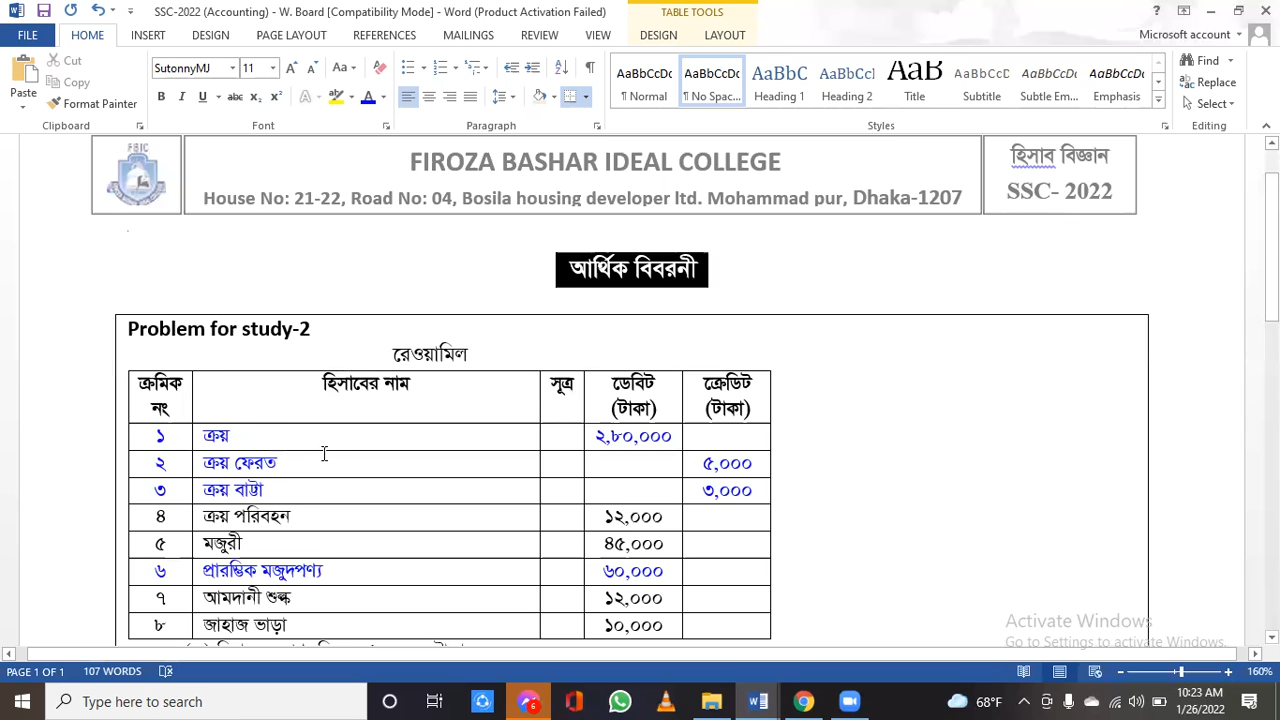 SSC-2022 (Accounting) - W. Board [Compatibility Mode] - Word (Product Activation Failed)
TABLE TOOLS
FILE HOME INSERT DESIGN PAGE LAYOUT REFERENCES MAILINGS REVIEW VIEW DESIGN LAYOUT Microsoft account
Cut
Copy
Format Painter
Paste
SutonnyMJ 11
AaBbCcDc AaBbCcDc AaBbC AaBbCcl AaB AaBbCcD AaBbCcDc AaBbCcDc
¶ Normal ¶ No Spac... Heading 1 Heading 2 Title Subtitle Subtle Em... Emphasis
Find
Replace
Select
Clipboard Font Paragraph Styles Editing
FBIC
FIROZA BASHAR IDEAL COLLEGE
House No: 21-22, Road No: 04, Bosila housing developer ltd. Mohammad pur, Dhaka-1207
হিসাব বিজ্ঞান
SSC- 2022
আর্থিক বিবরনী
Problem for study-2
রেওয়ামিল
ক্রমিক নং হিসাবের নাম সূত্র ডেবিট (টাকা) ক্রেডিট (টাকা)
১ ক্রয় ২,৮০,০০০
২ ক্রয় ফেরত ৫,০০০
৩ ক্রয় বাট্টা ৩,০০০
৪ ক্রয় পরিবহন ১২,০০০
৫ মজুরী ৪৫,০০০
৬ প্রারম্ভিক মজুদপণ্য ৬০,০০০
৭ আমদানী শুল্ক ১২,০০০
৮ জাহাজ ভাড়া ১০,০০০
Activate Windows
Go to Settings to activate Windows.
PAGE 1 OF 1 107 WORDS 160%
Type here to search
6
68°F
10:23 AM
1/26/2022